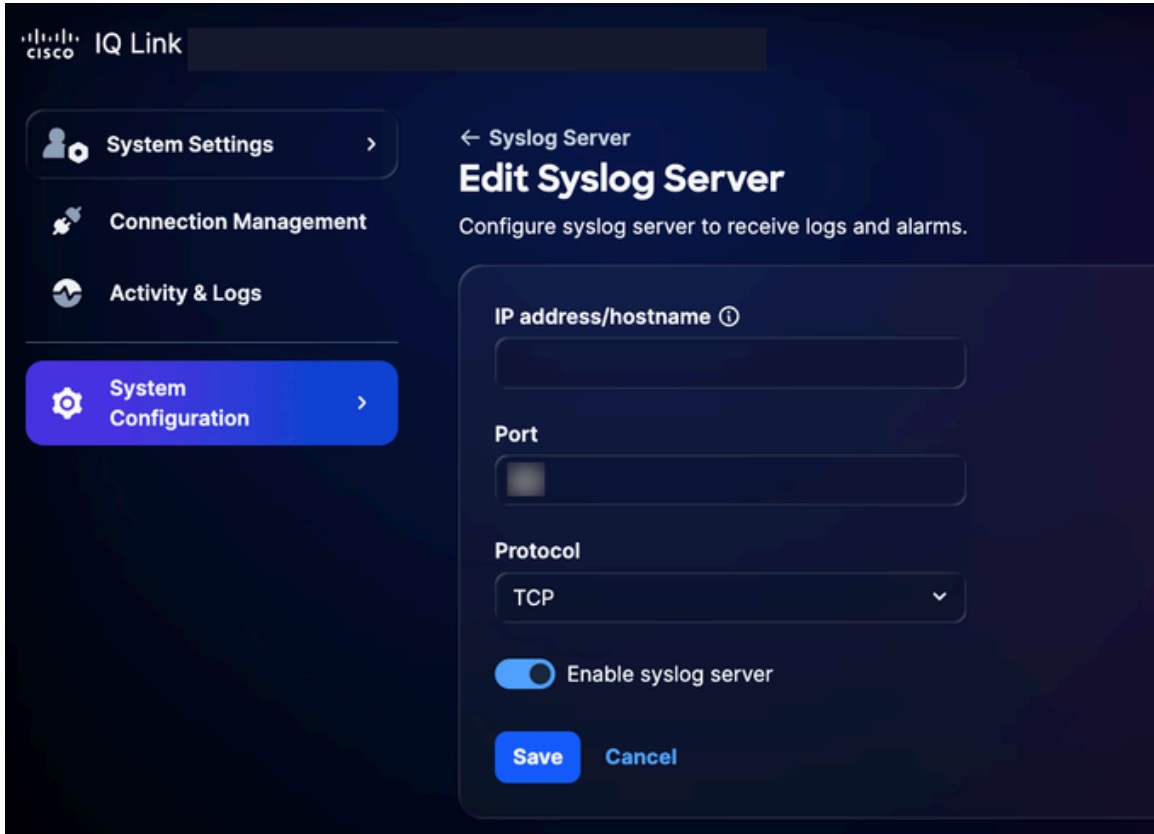 cisco IQ Link
System Settings
Connection Management
Activity & Logs
System
Configuration
← Syslog Server
Edit Syslog Server
Configure syslog server to receive logs and alarms.
IP address/hostname
Port
Protocol
TCP
Enable syslog server
Save Cancel